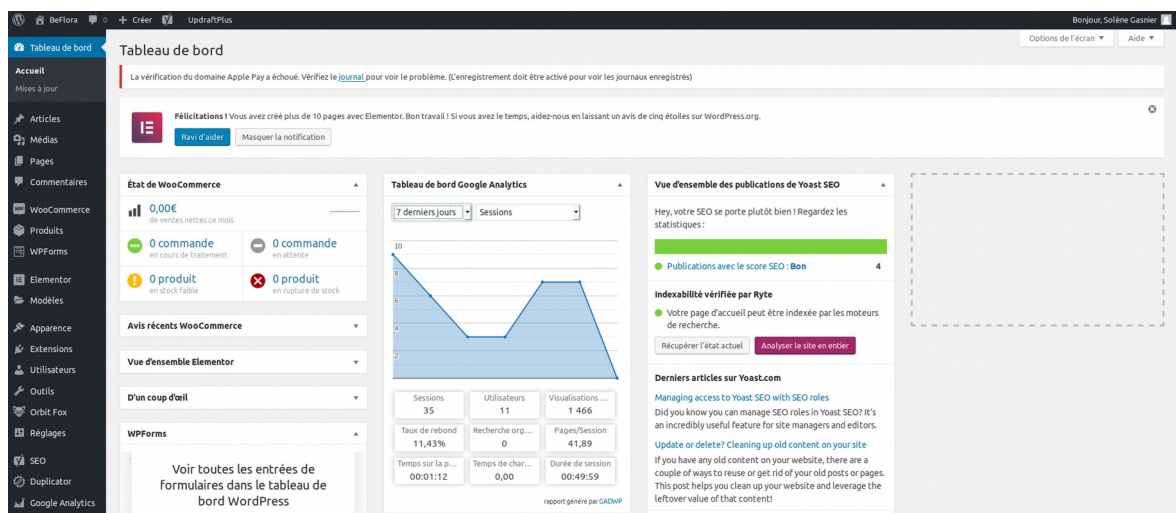 BeFlora 0 Créer UpdraftPlus Bonjour, Solène Gasnier
Tableau de bord
Accueil
Mises à jour
Articles
Médias
Pages
Commentaires
WooCommerce
Produits
WPForms
Elementor
Modèles
Apparence
Extensions
Utilisateurs
Outils
Orbit Fox
Réglages
SEO
Duplicator
Google Analytics
Tableau de bord
Options de l'écran
Aide
La vérification du domaine Apple Pay a échoué. Vérifiez le journal pour voir le problème. (L'enregistrement doit être activé pour voir les journaux enregistrés)
Félicitations ! Vous avez créé plus de 10 pages avec Elementor. Bon travail ! Si vous avez le temps, aidez-nous en laissant un avis de cinq étoiles sur WordPress.org.
Ravi d'aider Masquer la notification
État de WooCommerce
0,00€
de ventes nettes ce mois
0 commande
en cours de traitement
0 commande
en attente
0 produit
en stock faible
0 produit
en rupture de stock
Avis récents WooCommerce
Vue d'ensemble Elementor
D'un coup d'œil
WPForms
Voir toutes les entrées de
formulaires dans le tableau de
bord WordPress
Tableau de bord Google Analytics
7 derniers jours Sessions
10
8
6
4
2
Sessions
35
Utilisateurs
11
Visualisations ...
1 466
Taux de rebond
11,43%
Recherche org...
0
Pages/Session
41,89
Temps sur la p...
00:01:12
Temps de char...
0,00
Durée de session
00:49:59
rapport généré par GADWP
Vue d'ensemble des publications de Yoast SEO
Hey, votre SEO se porte plutôt bien ! Regardez les
statistiques :
Publications avec le score SEO : Bon 4
Indexabilité vérifiée par Ryte
Votre page d'accueil peut être indexée par les moteurs
de recherche.
Récupérer l'état actuel Analyser le site en entier
Derniers articles sur Yoast.com
Managing access to Yoast SEO with SEO roles
Did you know you can manage SEO roles in Yoast SEO? It's
an incredibly useful feature for site managers and editors.
Update or delete? Cleaning up old content on your site
If you have any old content on your website, there are a
couple of ways to reuse or get rid of your old posts or pages.
This post helps you clean up your website and leverage the
leftover value of that content!